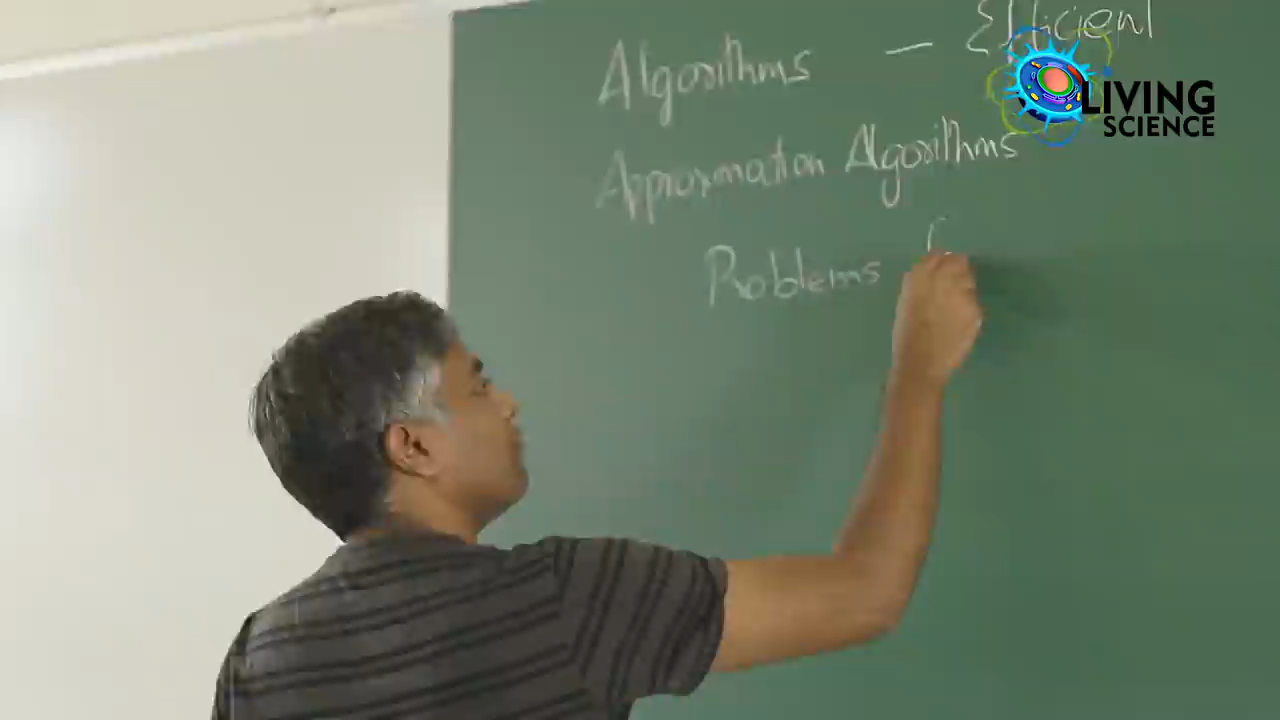 Algorithms — Efficient
Approximation Algorithms
Problems
LIVING
SCIENCE